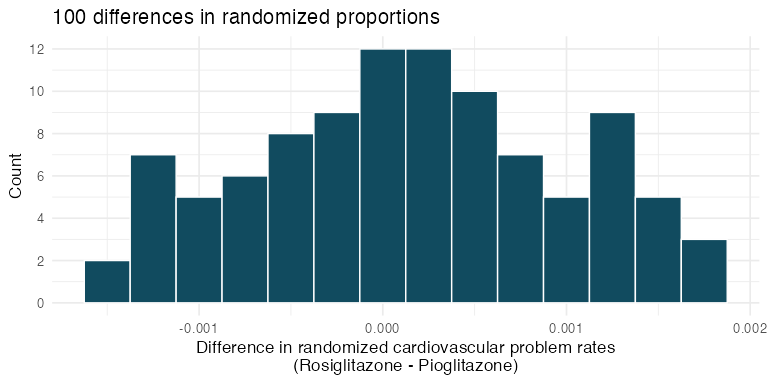 100 differences in randomized proportions
Count
12
10
8
6
4
2
0
-0.001
0.000
0.001
0.002
Difference in randomized cardiovascular problem rates
(Rosiglitazone - Pioglitazone)